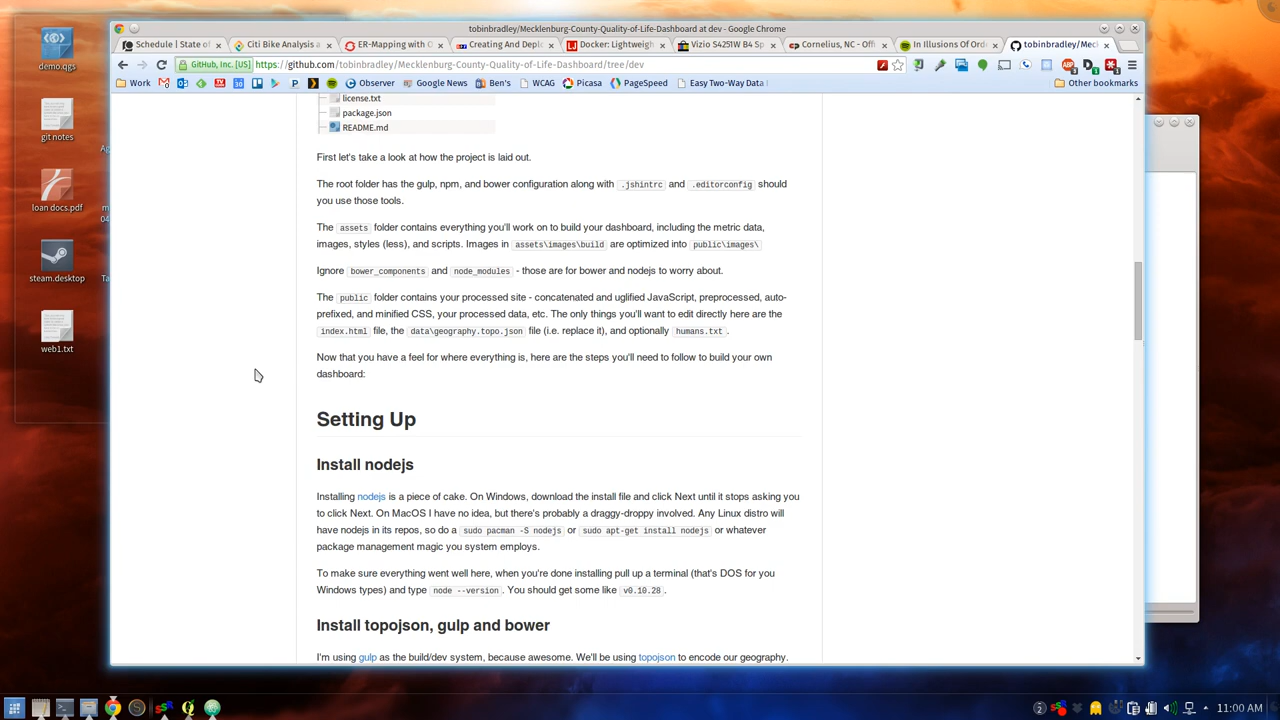 tobinbradley/Mecklenburg-County-Quality-of-Life-Dashboard at dev - Google Chrome
Schedule | State of
Citi Bike Analysis a
ER-Mapping with O
Creating And Deplo
Docker: Lightweigh
Vizio S4251W B4 Sp
Cornelius, NC - Offi
In Illusions Of Orde
tobinbradley/Meckl
GitHub, Inc. [US] https://github.com/tobinbradley/Mecklenburg-County-Quality-of-Life-Dashboard/tree/dev
Work
Observer
Google News
Ben's
WCAG
Picasa
PageSpeed
Easy Two-Way Data
Other bookmarks
demo.qgs
git notes
loan docs.pdf
steam.desktop
web1.txt
license.txt
package.json
README.md
First let's take a look at how the project is laid out.
The root folder has the gulp, npm, and bower configuration along with .jshintrc and .editorconfig should
you use those tools.
The assets folder contains everything you'll work on to build your dashboard, including the metric data,
images, styles (less), and scripts. Images in assets\images\build are optimized into public\images\
Ignore bower_components and node_modules - those are for bower and nodejs to worry about.
The public folder contains your processed site - concatenated and uglified JavaScript, preprocessed, auto-
prefixed, and minified CSS, your processed data, etc. The only things you'll want to edit directly here are the
index.html file, the data\geography.topo.json file (i.e. replace it), and optionally humans.txt.
Now that you have a feel for where everything is, here are the steps you'll need to follow to build your own
dashboard:
Setting Up
Install nodejs
Installing nodejs is a piece of cake. On Windows, download the install file and click Next until it stops asking you
to click Next. On MacOS I have no idea, but there's probably a draggy-droppy involved. Any Linux distro will
have nodejs in its repos, so do a sudo pacman -S nodejs or sudo apt-get install nodejs or whatever
package management magic you system employs.
To make sure everything went well here, when you're done installing pull up a terminal (that's DOS for you
Windows types) and type node --version. You should get some like v0.10.28.
Install topojson, gulp and bower
I'm using gulp as the build/dev system, because awesome. We'll be using topojson to encode our geography.
2
11:00 AM